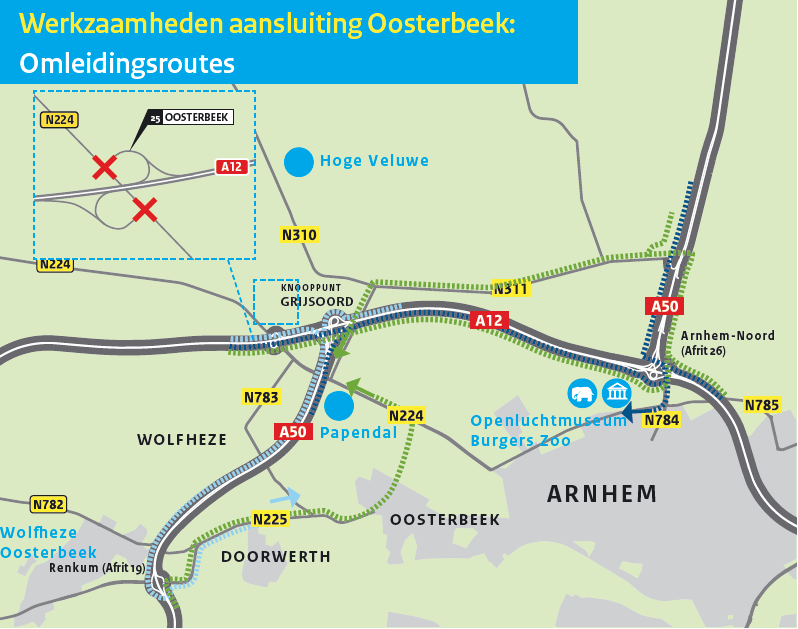 Werkzaamheden aansluiting Oosterbeek:
Omleidingsroutes
N224
25 OOSTERBEEK
A12
Hoge Veluwe
N310
N224
KNOOPPUNT
GRIJSOORD
N311
A50
A12
Arnhem-Noord
(Afrit 26)
N783
Papendal
N224
Openluchtmuseum
Burgers Zoo
N784
N785
A50
WOLFHEZE
ARNHEM
N782
N225
OOSTERBEEK
Wolfheze
Oosterbeek
DOORWERTH
Renkum (Afrit 19)